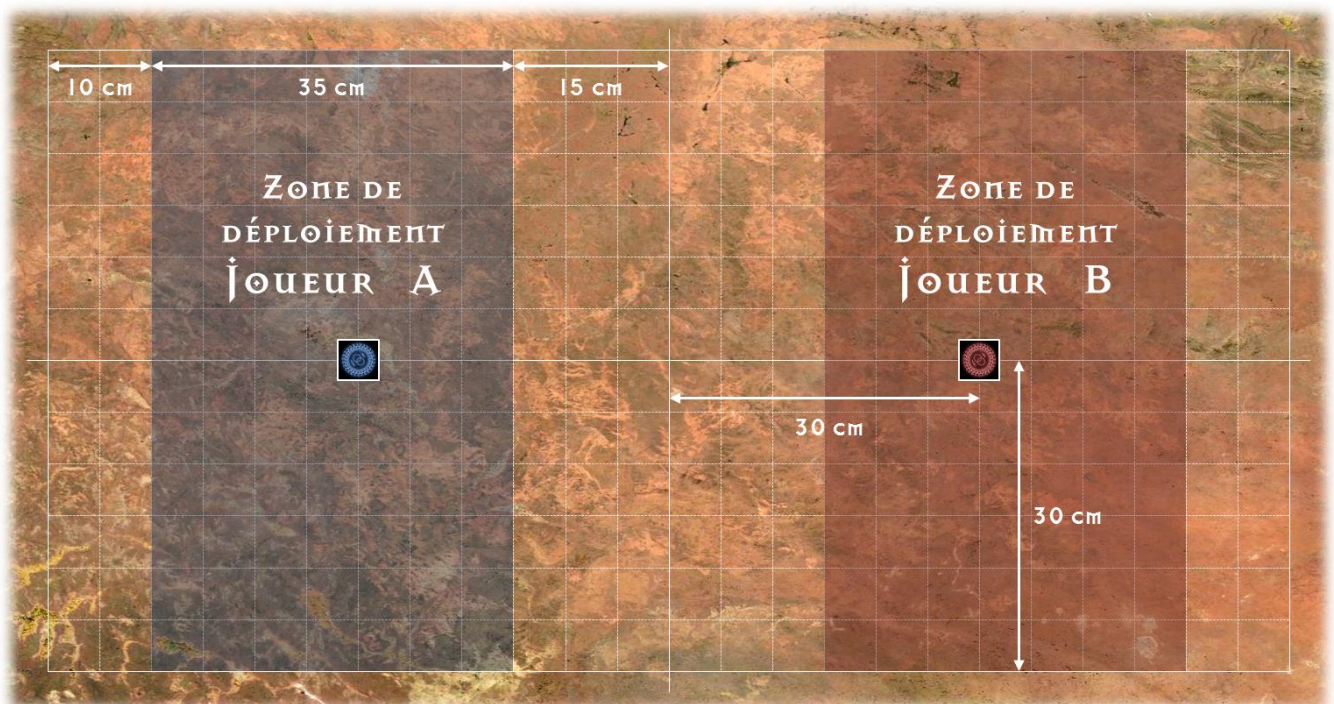 10 cm
35 cm
15 cm
Zone de
déploiement
Joueur A
Zone de
déploiement
Joueur B
30 cm
30 cm